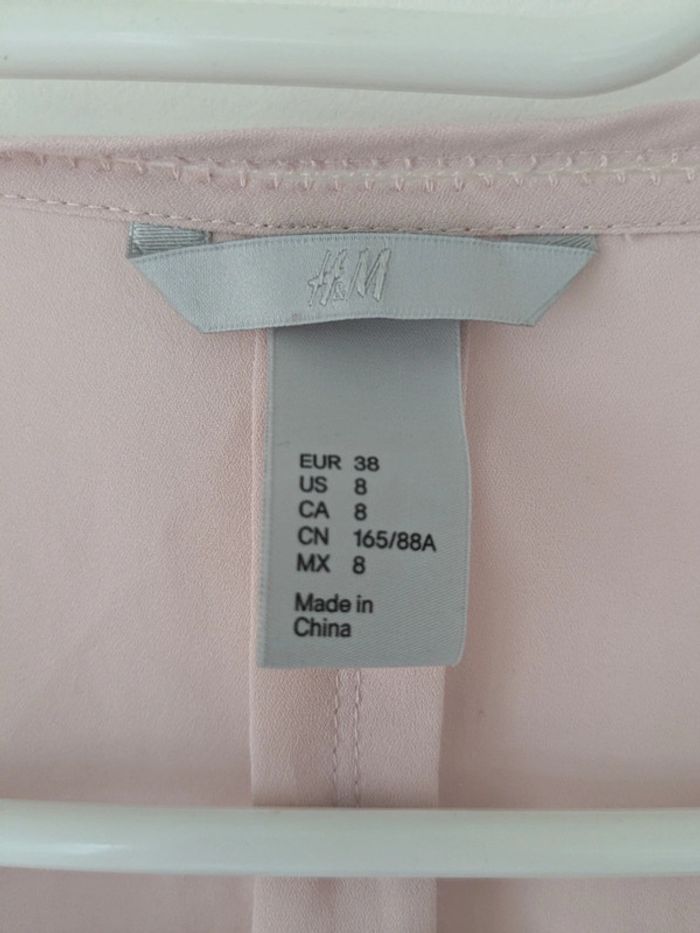 H&M
EUR 38
US 8
CA 8
CN 165/88A
MX 8
Made in
China